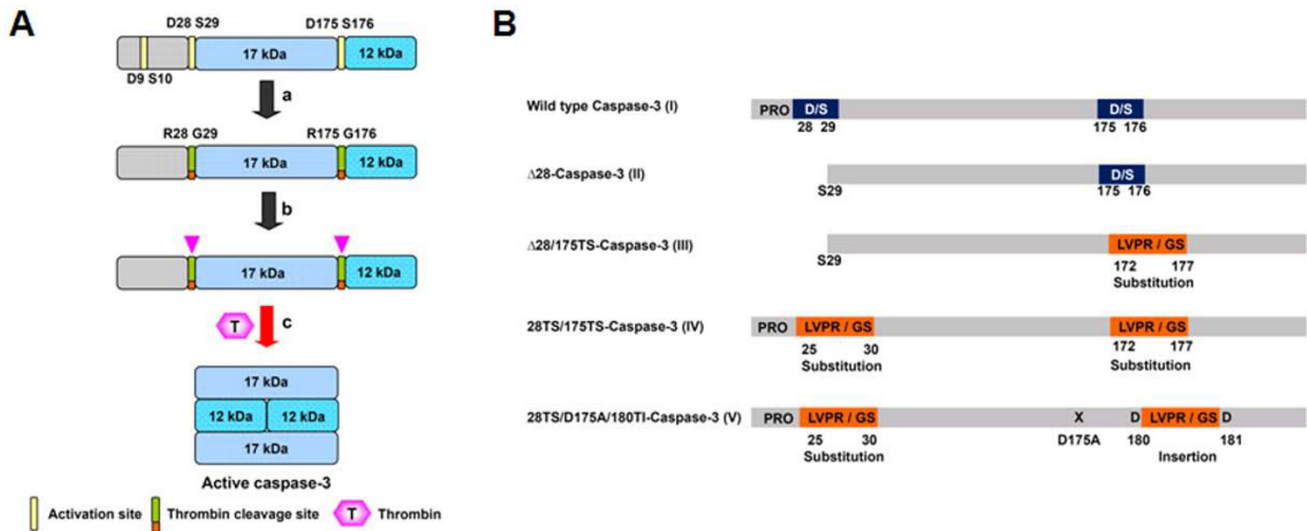 A
D28 S29 D175 S176
17 kDa 12 kDa
D9 S10
a
R28 G29 R175 G176
17 kDa 12 kDa
b
17 kDa 12 kDa
T c
17 kDa
12 kDa 12 kDa
17 kDa
Active caspase-3
Activation site Thrombin cleavage site T Thrombin
B
Wild type Caspase-3 (I) PRO D/S D/S
28 29 175 176
Δ28-Caspase-3 (II) D/S
S29 175 176
Δ28/175TS-Caspase-3 (III) LVPR / GS
S29 172 177
Substitution
28TS/175TS-Caspase-3 (IV) PRO LVPR / GS LVPR / GS
25 30 172 177
Substitution Substitution
28TS/D175A/180TI-Caspase-3 (V) PRO LVPR / GS X D LVPR / GS D
25 30 D175A 180 181
Substitution Insertion